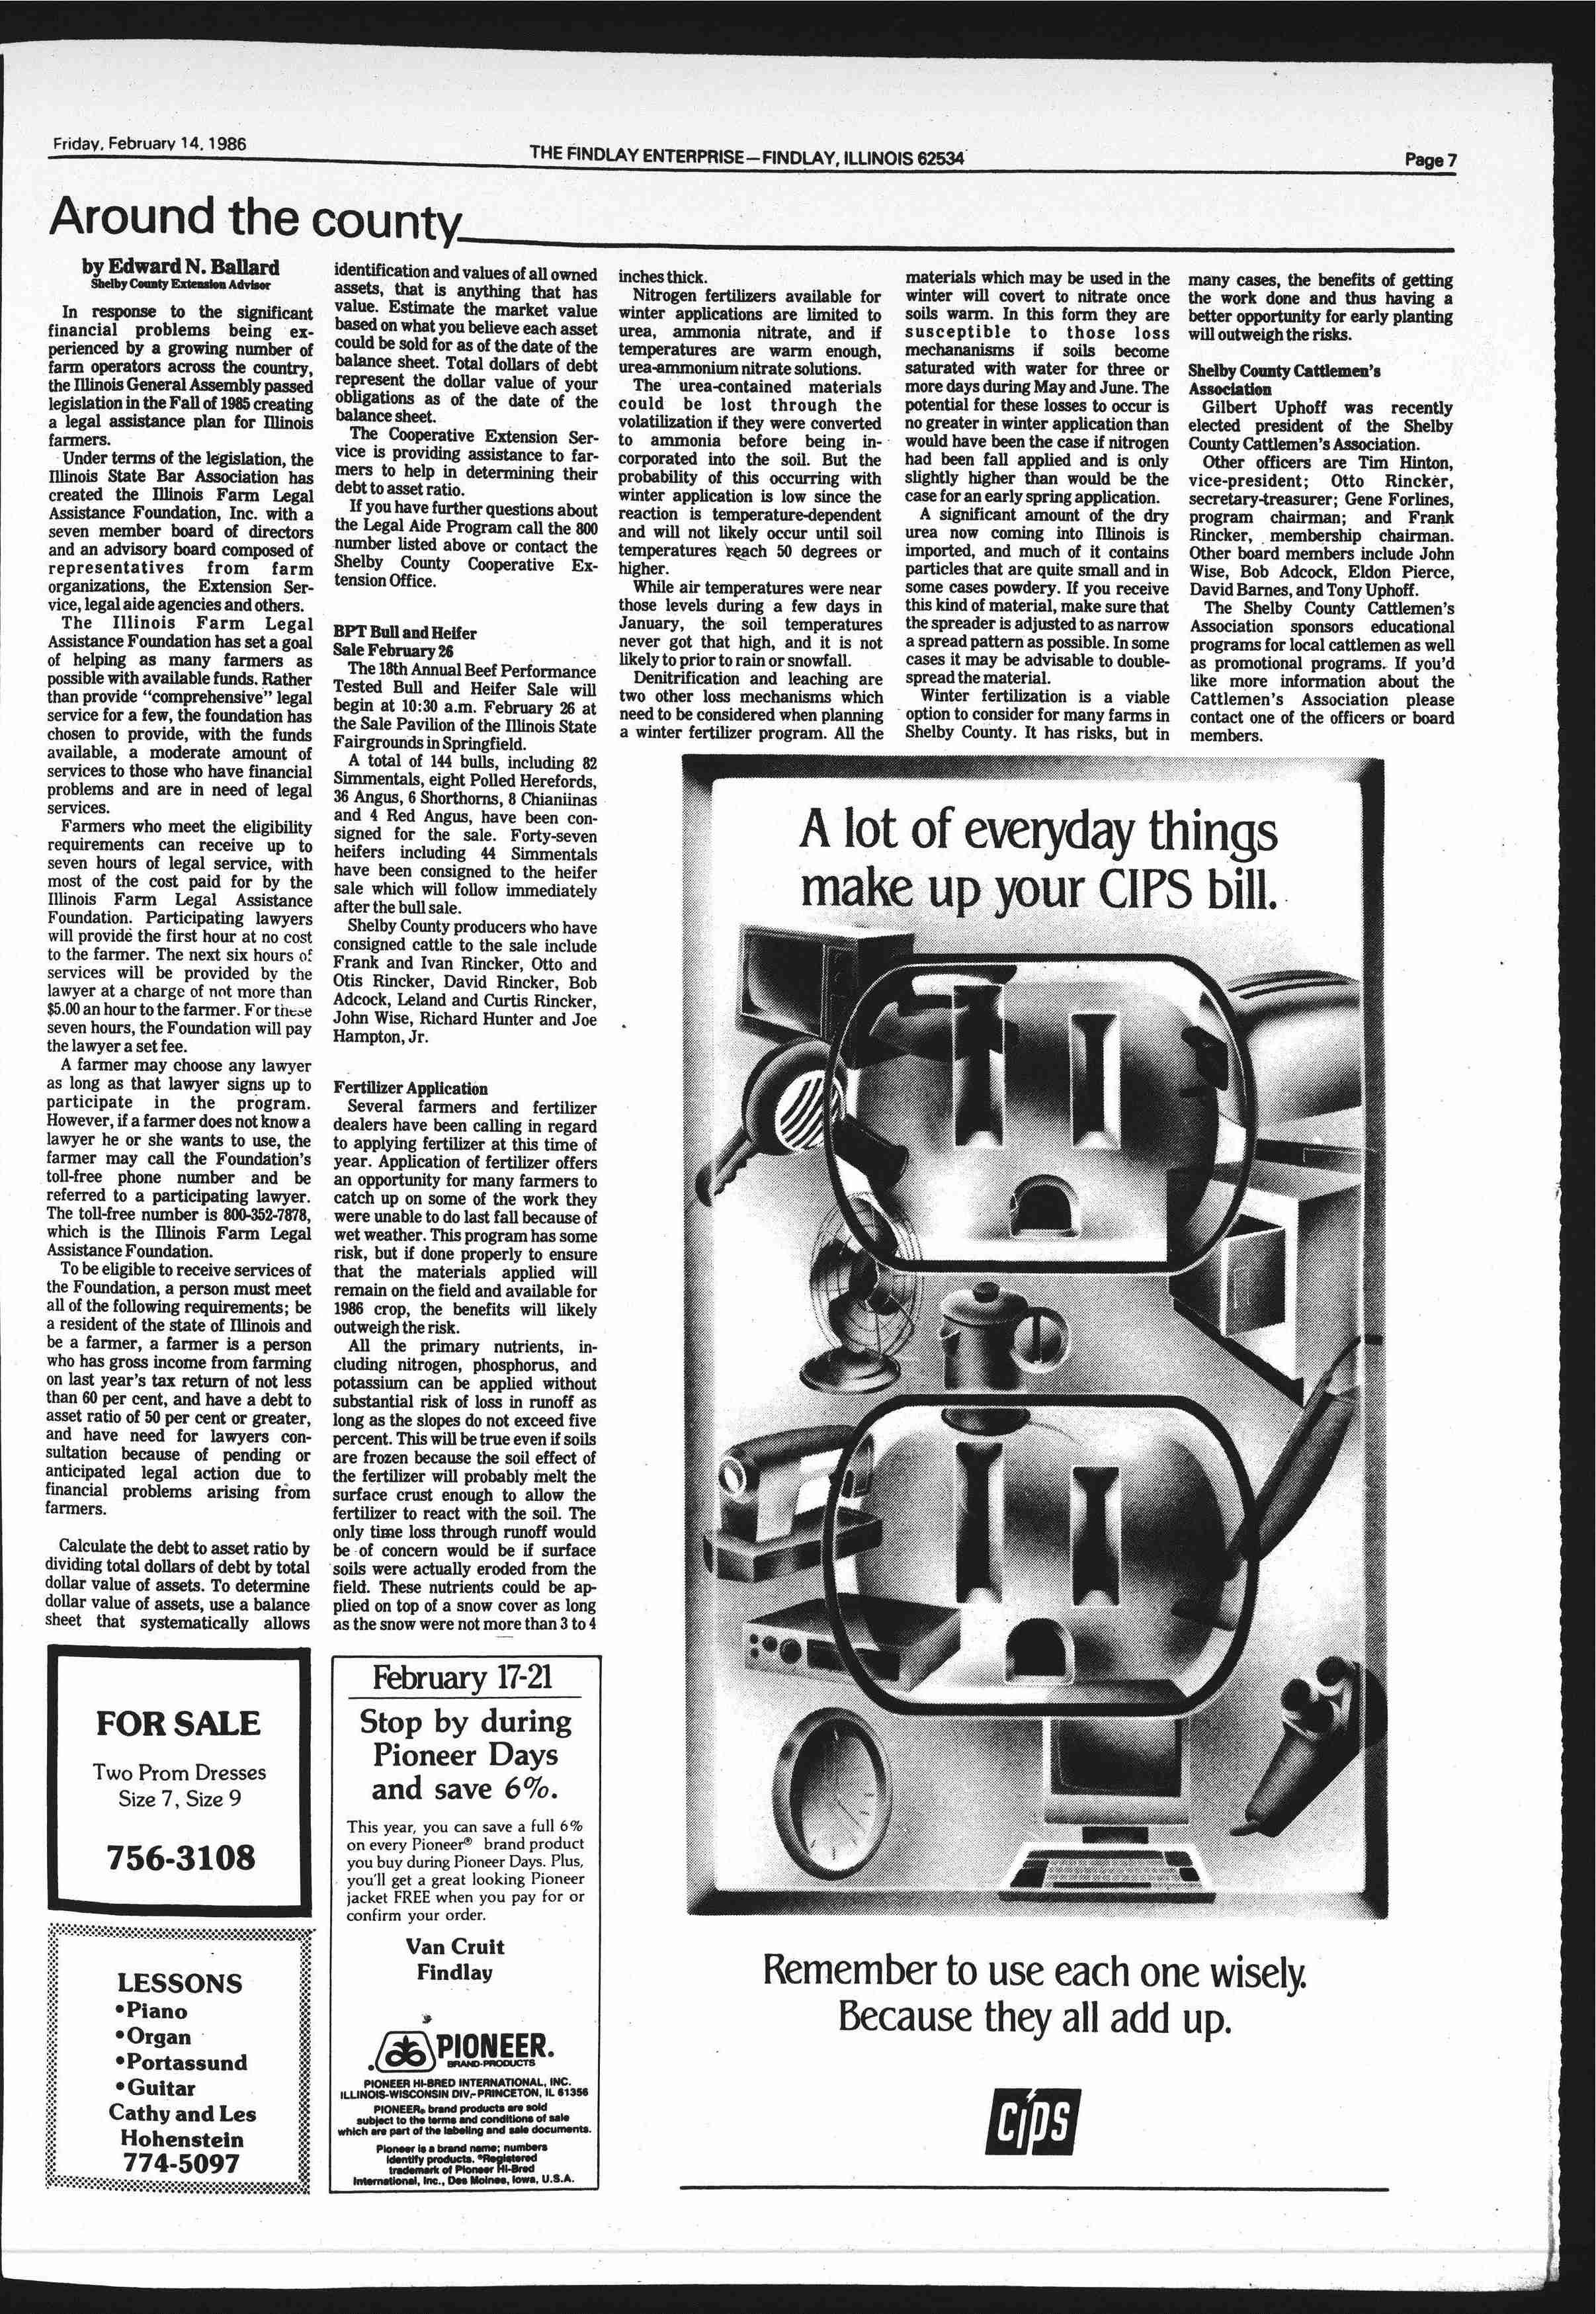 Friday, February 14, 1986
THE FINDLAY ENTERPRISE—FINDLAY, ILLINOIS 62534
Page 7
Around the county
by Edward N. Ballard
Shelby County Extension Advisor
In response to the significant
financial problems being ex-
perienced by a growing number of
farm operators across the country,
the Illinois General Assembly passed
legislation in the Fall of 1985 creating
a legal assistance plan for Illinois
farmers.
Under terms of the legislation, the
Illinois State Bar Association has
created the Illinois Farm Legal
Assistance Foundation, Inc. with a
seven member board of directors
and an advisory board composed of
representatives from farm
organizations, the Extension Ser-
vice, legal aide agencies and others.
The Illinois Farm Legal
Assistance Foundation has set a goal
of helping as many farmers as
possible with available funds. Rather
than provide "comprehensive" legal
service for a few, the foundation has
chosen to provide, with the funds
available, a moderate amount of
services to those who have financial
problems and are in need of legal
services.
Farmers who meet the eligibility
requirements can receive up to
seven hours of legal service, with
most of the cost paid for by the
Illinois Farm Legal Assistance
Foundation. Participating lawyers
will provide the first hour at no cost
to the farmer. The next six hours of
services will be provided by the
lawyer at a charge of not more than
$5.00 an hour to the farmer. For these
seven hours, the Foundation will pay
the lawyer a set fee.
A farmer may choose any lawyer
as long as that lawyer signs up to
participate in the program.
However, if a farmer does not know a
lawyer he or she wants to use, the
farmer may call the Foundation's
toll-free phone number and be
referred to a participating lawyer.
The toll-free number is 800-352-7878,
which is the Illinois Farm Legal
Assistance Foundation.
To be eligible to receive services of
the Foundation, a person must meet
all of the following requirements; be
a resident of the state of Illinois and
be a farmer, a farmer is a person
who has gross income from farming
on last year's tax return of not less
than 60 per cent, and have a debt to
asset ratio of 50 per cent or greater,
and have need for lawyers con-
sultation because of pending or
anticipated legal action due to
financial problems arising from
farmers.
Calculate the debt to asset ratio by
dividing total dollars of debt by total
dollar value of assets. To determine
dollar value of assets, use a balance
sheet that systematically allows
identification and values of all owned
assets, that is anything that has
value. Estimate the market value
based on what you believe each asset
could be sold for as of the date of the
balance sheet. Total dollars of debt
represent the dollar value of your
obligations as of the date of the
balance sheet.
The Cooperative Extension Ser-
vice is providing assistance to far-
mers to help in determining their
debt to asset ratio.
If you have further questions about
the Legal Aide Program call the 800
number listed above or contact the
Shelby County Cooperative Ex-
tension Office.
BPT Bull and Heifer
Sale February 26
The 18th Annual Beef Performance
Tested Bull and Heifer Sale will
begin at 10:30 a.m. February 26 at
the Sale Pavilion of the Illinois State
Fairgrounds in Springfield.
A total of 144 bulls, including 82
Simmentals, eight Polled Herefords,
36 Angus, 6 Shorthorns, 8 Chianiinas
and 4 Red Angus, have been con-
signed for the sale. Forty-seven
heifers including 44 Simmentals
have been consigned to the heifer
sale which will follow immediately
after the bull sale.
Shelby County producers who have
consigned cattle to the sale include
Frank and Ivan Rincker, Otto and
Otis Rincker, David Rincker, Bob
Adcock, Leland and Curtis Rincker,
John Wise, Richard Hunter and Joe
Hampton, Jr.
Fertilizer Application
Several farmers and fertilizer
dealers have been calling in regard
to applying fertilizer at this time of
year. Application of fertilizer offers
an opportunity for many farmers to
catch up on some of the work they
were unable to do last fall because of
wet weather. This program has some
risk, but if done properly to ensure
that the materials applied will
remain on the field and available for
1986 crop, the benefits will likely
outweigh the risk.
All the primary nutrients, in-
cluding nitrogen, phosphorus, and
potassium can be applied without
substantial risk of loss in runoff as
long as the slopes do not exceed five
percent. This will be true even if soils
are frozen because the soil effect of
the fertilizer will probably melt the
surface crust enough to allow the
fertilizer to react with the soil. The
only time loss through runoff would
be of concern would be if surface
soils were actually eroded from the
field. These nutrients could be ap-
plied on top of a snow cover as long
as the snow were not more than 3 to 4
inches thick.
Nitrogen fertilizers available for
winter applications are limited to
urea, ammonia nitrate, and if
temperatures are warm enough,
urea-ammonium nitrate solutions.
The urea-contained materials
could be lost through the
volatilization if they were converted
to ammonia before being in-
corporated into the soil. But the
probability of this occurring with
winter application is low since the
reaction is temperature-dependent
and will not likely occur until soil
temperatures reach 50 degrees or
higher.
While air temperatures were near
those levels during a few days in
January, the soil temperatures
never got that high, and it is not
likely to prior to rain or snowfall.
Denitrification and leaching are
two other loss mechanisms which
need to be considered when planning
a winter fertilizer program. All the
materials which may be used in the
winter will covert to nitrate once
soils warm. In this form they are
susceptible to those loss
mechananisms if soils become
saturated with water for three or
more days during May and June. The
potential for these losses to occur is
no greater in winter application than
would have been the case if nitrogen
had been fall applied and is only
slightly higher than would be the
case for an early spring application.
A significant amount of the dry
urea now coming into Illinois is
imported, and much of it contains
particles that are quite small and in
some cases powdery. If you receive
this kind of material, make sure that
the spreader is adjusted to as narrow
a spread pattern as possible. In some
cases it may be advisable to double-
spread the material.
Winter fertilization is a viable
option to consider for many farms in
Shelby County. It has risks, but in
many cases, the benefits of getting
the work done and thus having a
better opportunity for early planting
will outweigh the risks.
Shelby County Cattlemen's
Association
Gilbert Uphoff was recently
elected president of the Shelby
County Cattlemen's Association.
Other officers are Tim Hinton,
vice-president; Otto Rincker,
secretary-treasurer; Gene Forlines,
program chairman; and Frank
Rincker, membership chairman.
Other board members include John
Wise, Bob Adcock, Eldon Pierce,
David Barnes, and Tony Uphoff.
The Shelby County Cattlemen's
Association sponsors educational
programs for local cattlemen as well
as promotional programs. If you'd
like more information about the
Cattlemen's Association please
contact one of the officers or board
members.
FOR SALE
Two Prom Dresses
Size 7, Size 9
756-3108
LESSONS
•Piano
•Organ
•Portassund
•Guitar
Cathy and Les
Hohenstein
774-5097
February 17-21
Stop by during
Pioneer Days
and save 6%.
This year, you can save a full 6%
on every Pioneer® brand product
you buy during Pioneer Days. Plus,
you'll get a great looking Pioneer
jacket FREE when you pay for or
confirm your order.
Van Cruit
Findlay
PIONEER.
BRAND·PRODUCTS
PIONEER HI-BRED INTERNATIONAL, INC.
ILLINOIS-WISCONSIN DIV.-PRINCETON, IL 61356
PIONEER® brand products are sold
subject to the terms and conditions of sale
which are part of the labeling and sale documents.
Pioneer is a brand name; numbers
identify products. ®Registered
trademark of Pioneer Hi-Bred
International, Inc., Des Moines, Iowa, U.S.A.
A lot of everyday things
make up your CIPS bill.
Remember to use each one wisely.
Because they all add up.
CIPS